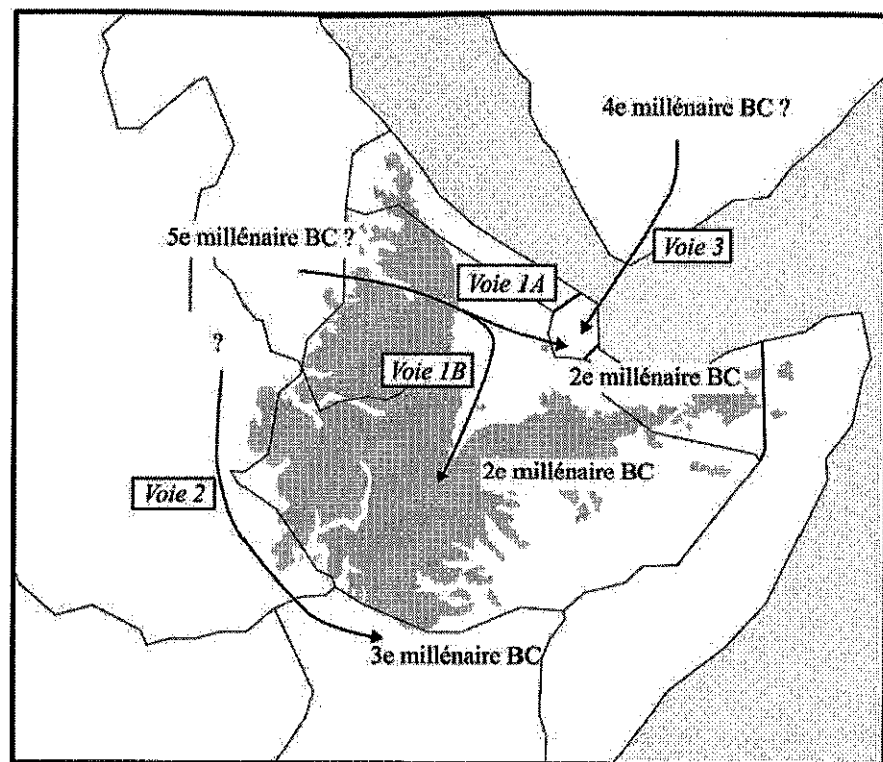 4e millénaire BC ?
5e millénaire BC ?
Voie 3
Voie 1A
?
Voie 1B
2e millénaire BC
2e millénaire BC
Voie 2
3e millénaire BC